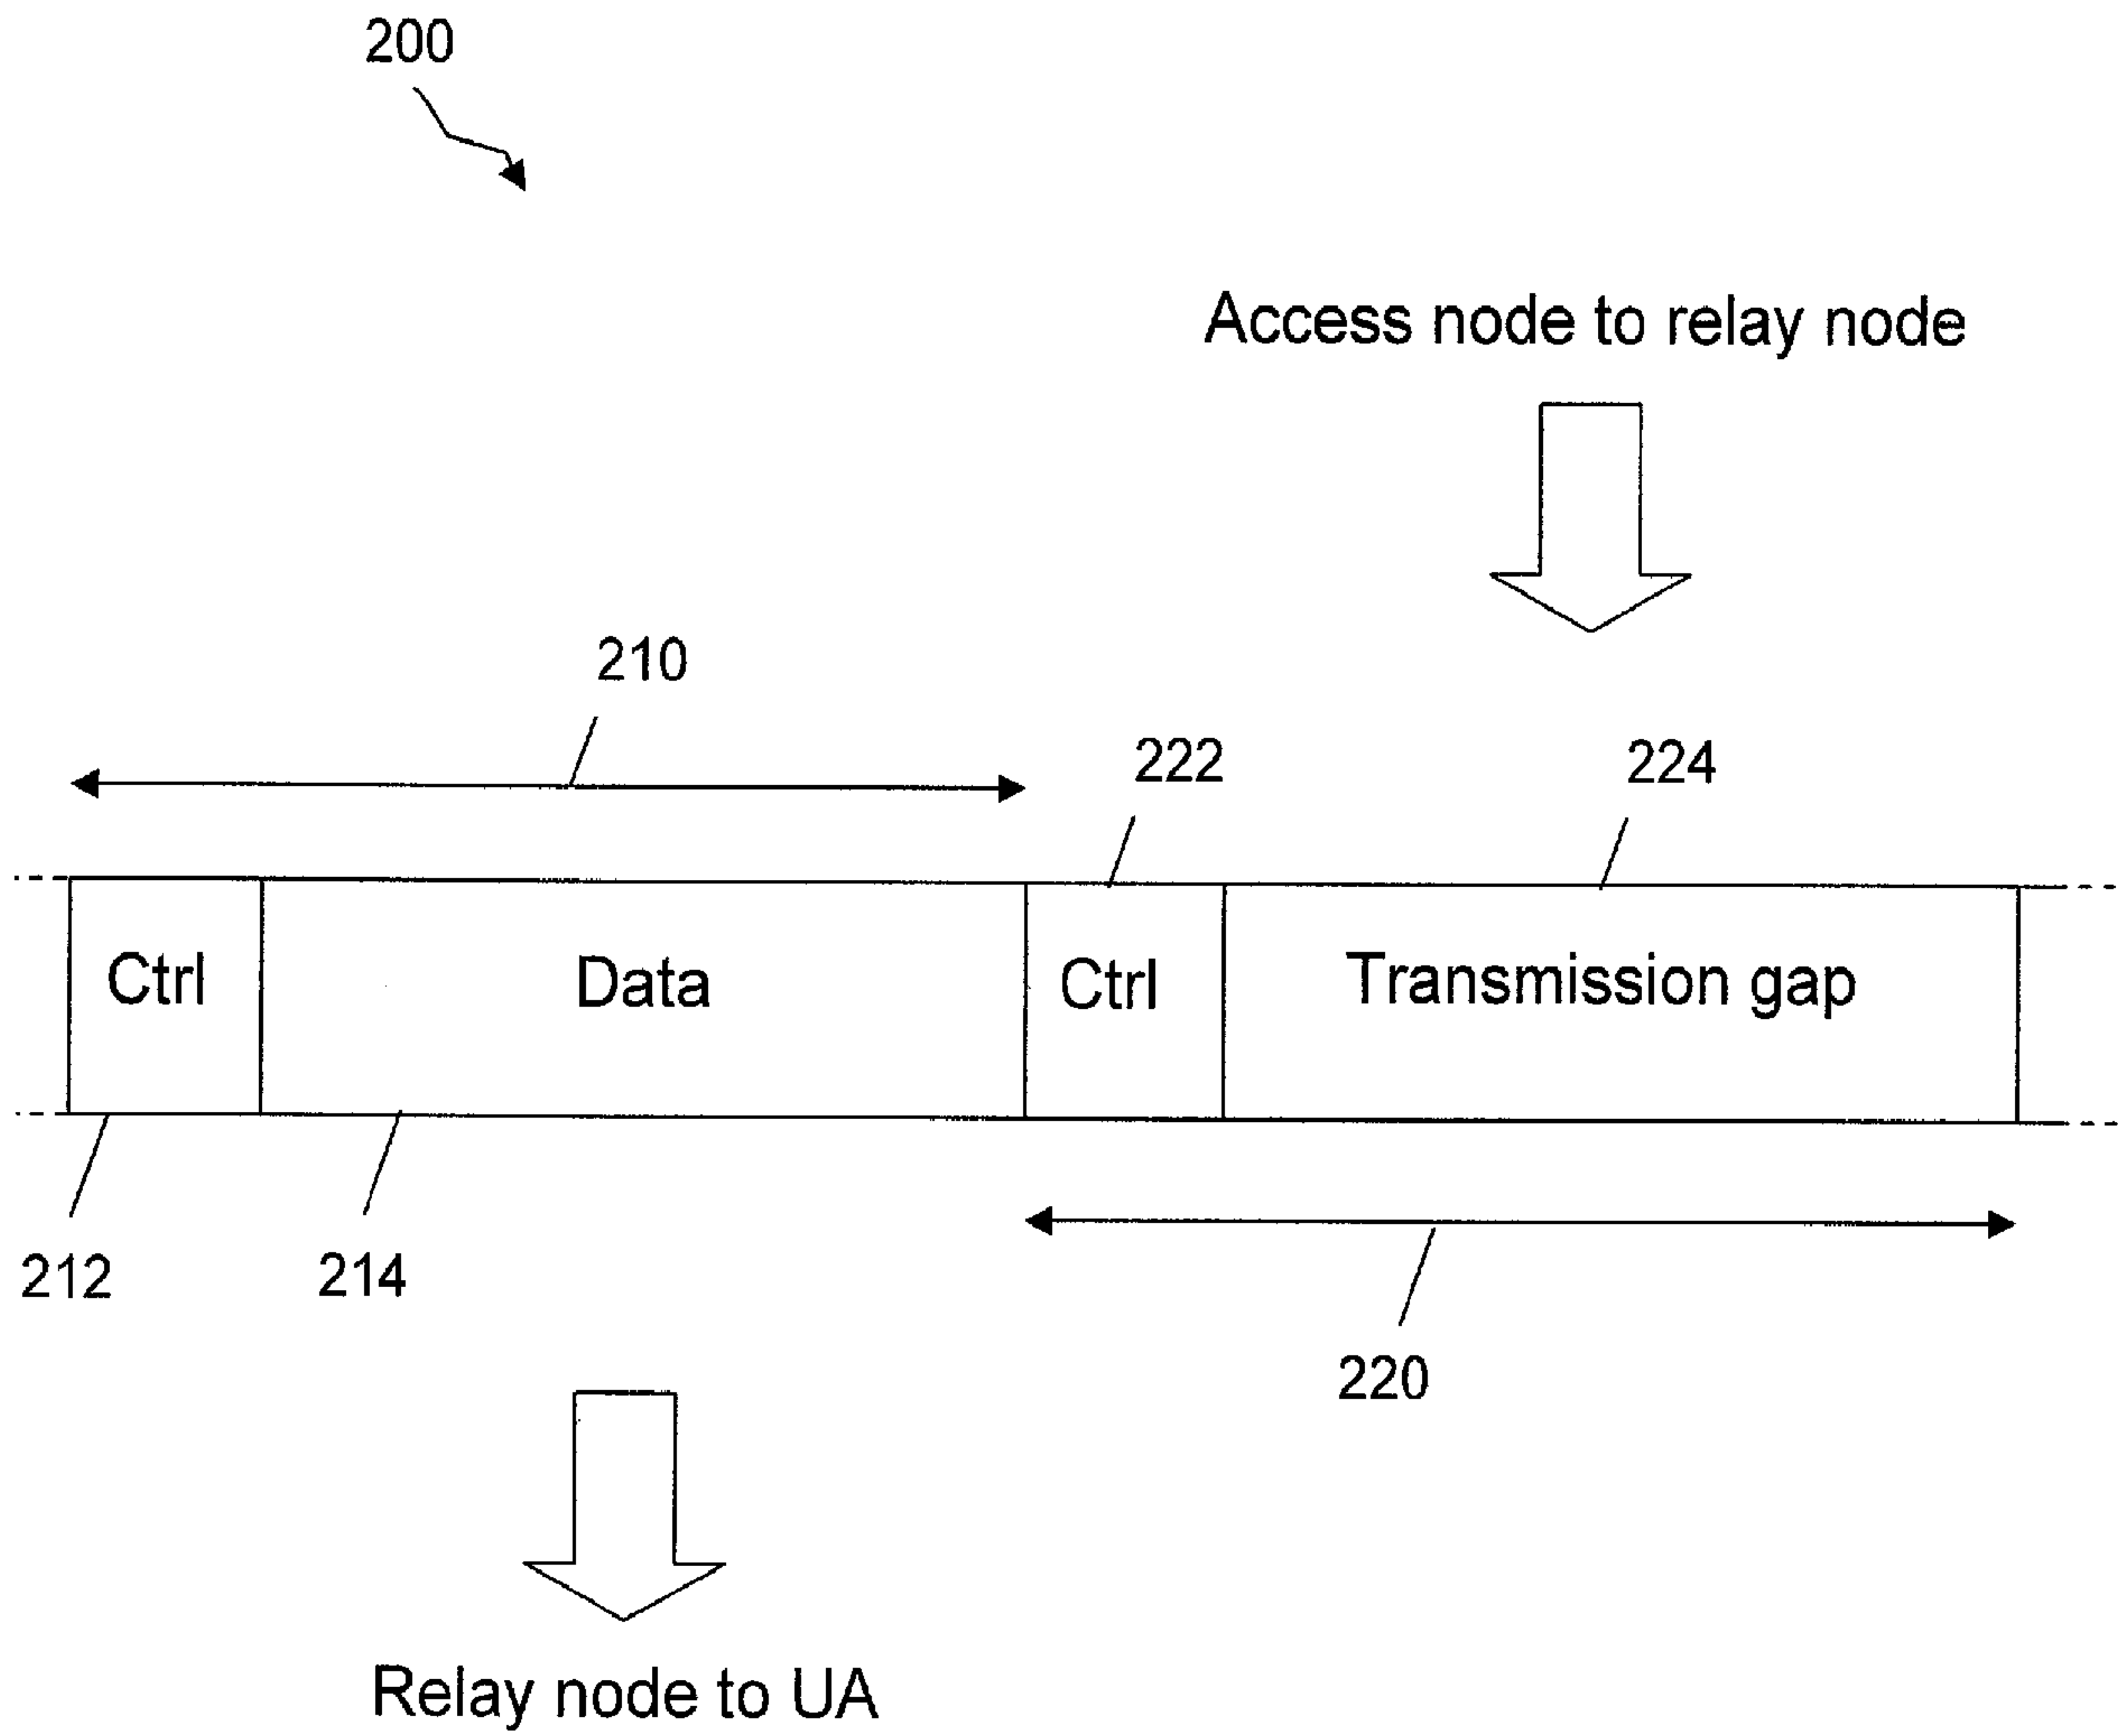 200
Access node to relay node
210
222
224
Ctrl
Data
Ctrl
Transmission gap
212
214
220
Relay node to UA